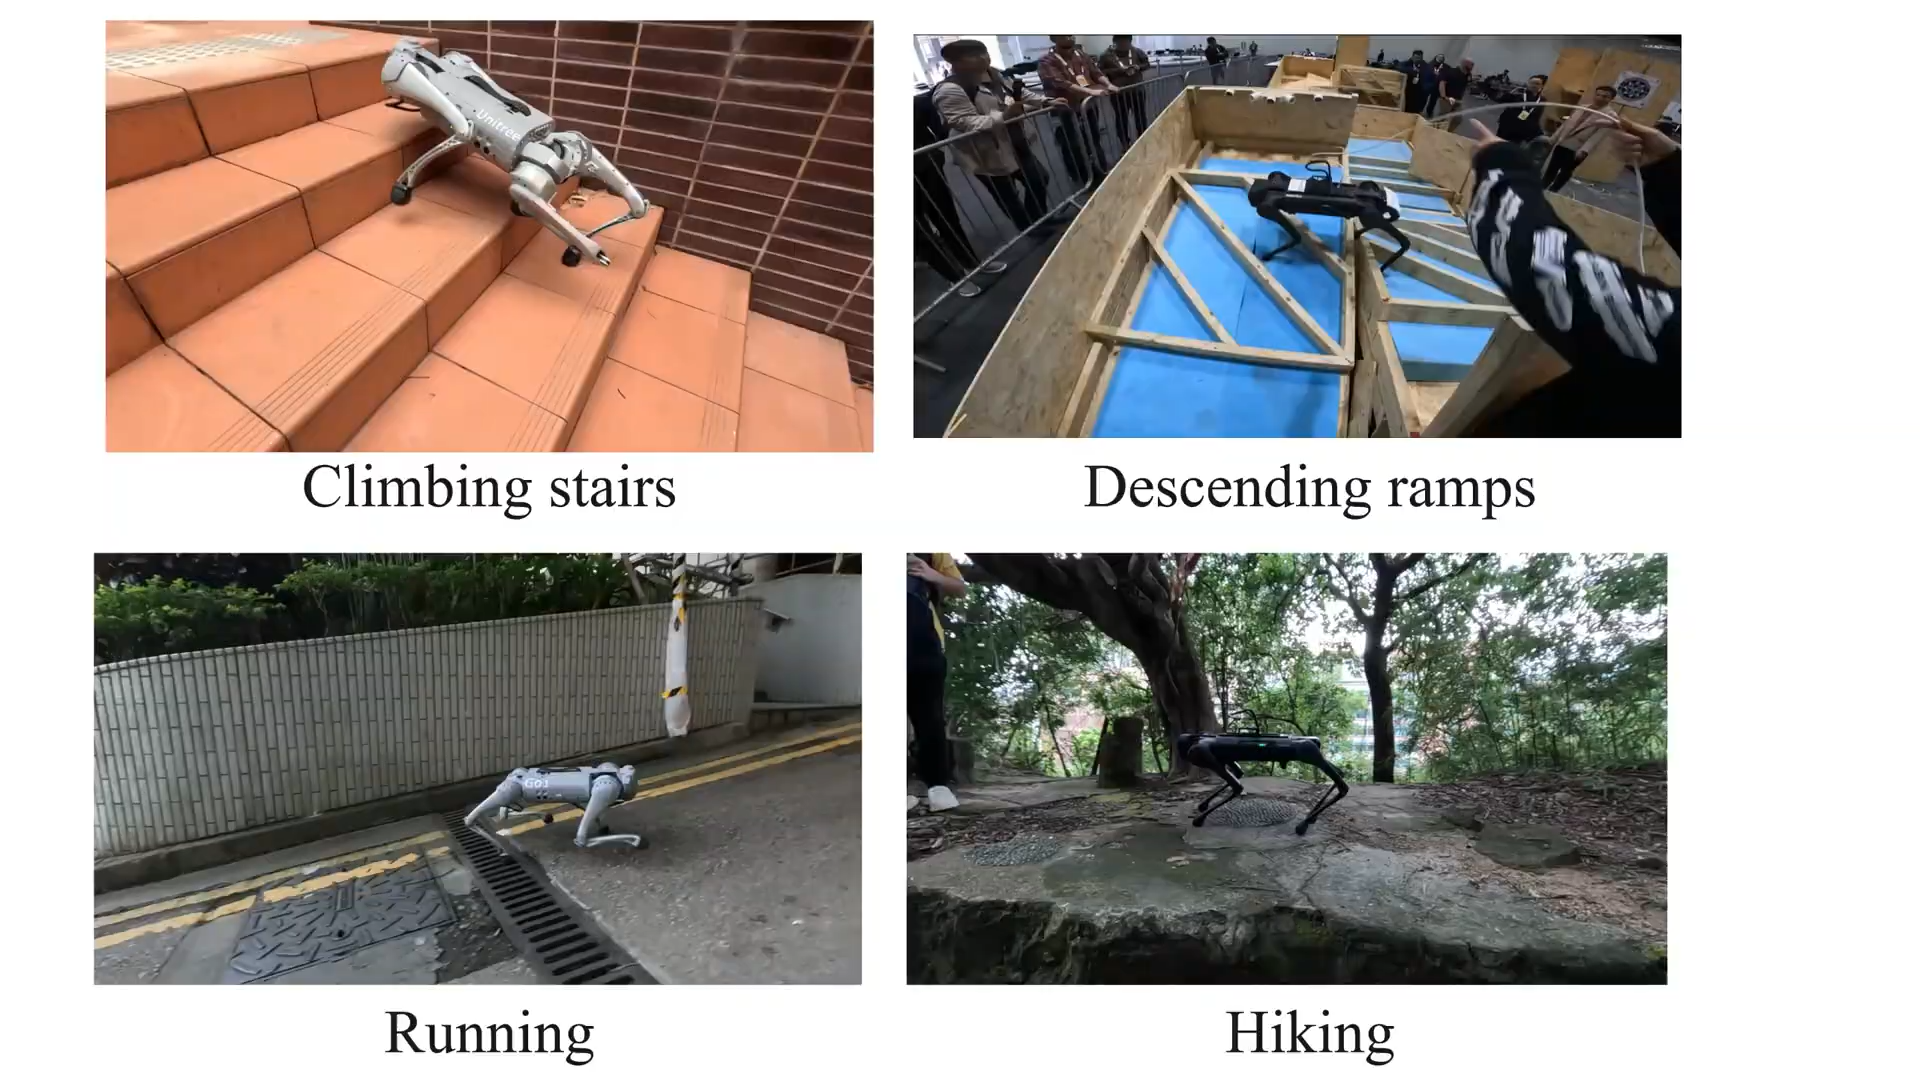 Unitree
Climbing stairs
Descending ramps
Go1
Running
Hiking